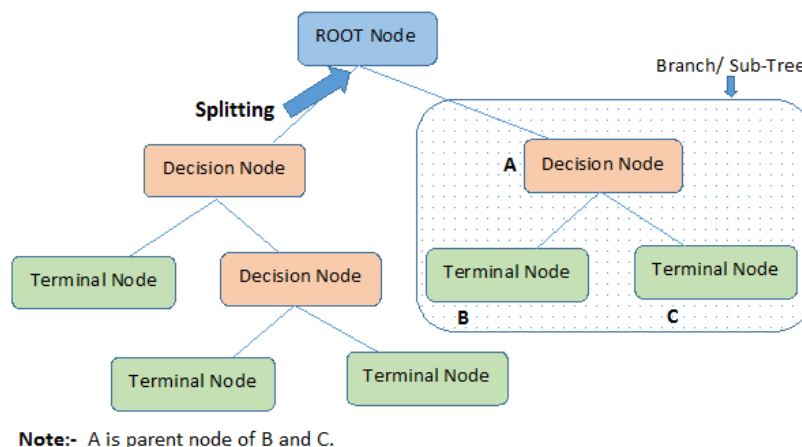 ROOT Node
Branch/ Sub-Tree
Splitting
Decision Node
A
Decision Node
Terminal Node
Decision Node
Terminal Node
Terminal Node
B
C
Terminal Node
Terminal Node
Note:- A is parent node of B and C.